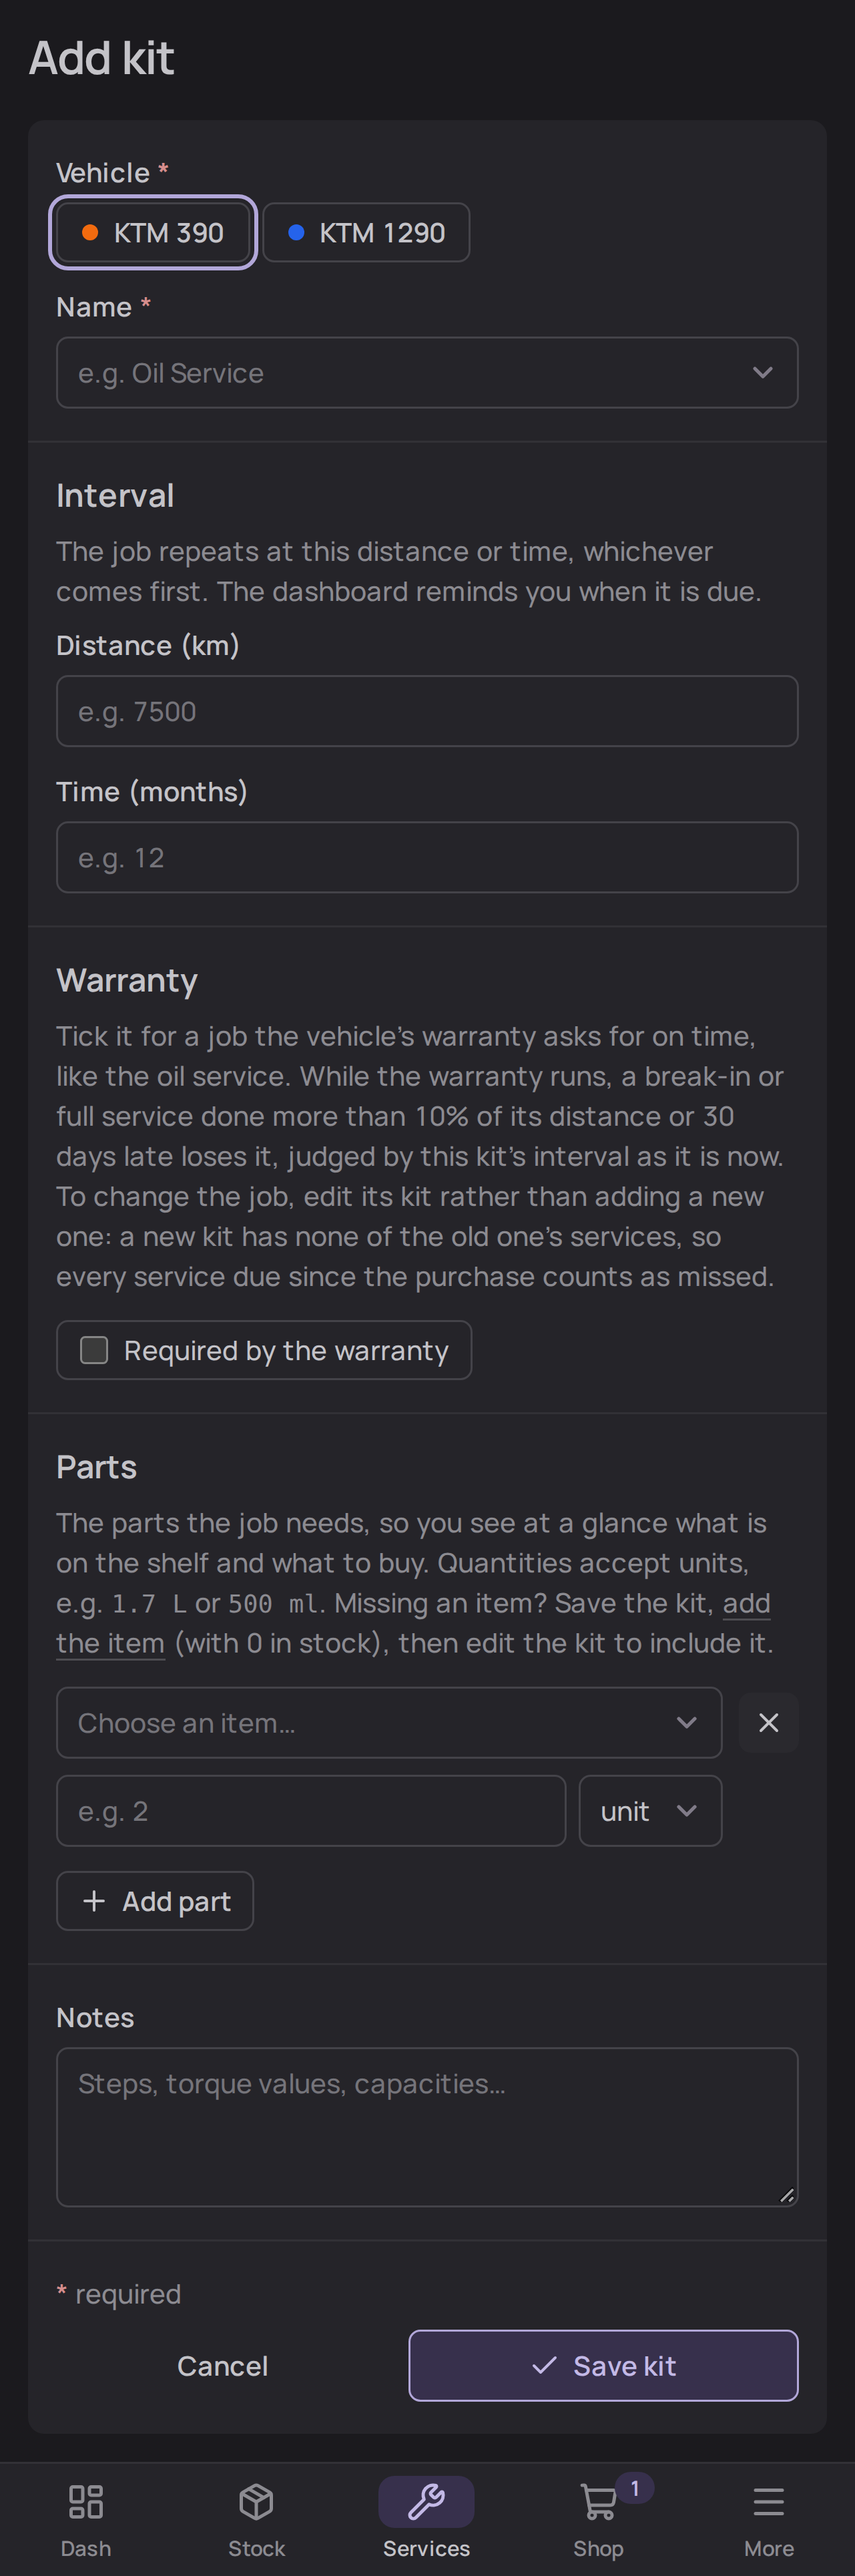 Add kit
Vehicle *
KTM 390
KTM 1290
Name *
e.g. Oil Service
Interval
The job repeats at this distance or time, whichever
comes first. The dashboard reminds you when it is due.
Distance (km)
e.g. 7500
Time (months)
e.g. 12
Warranty
Tick it for a job the vehicle’s warranty asks for on time,
like the oil service. While the warranty runs, a break-in or
full service done more than 10% of its distance or 30
days late loses it, judged by this kit’s interval as it is now.
To change the job, edit its kit rather than adding a new
one: a new kit has none of the old one’s services, so
every service due since the purchase counts as missed.
Required by the warranty
Parts
The parts the job needs, so you see at a glance what is
on the shelf and what to buy. Quantities accept units,
e.g. 1.7 L or 500 ml. Missing an item? Save the kit, add
the item (with 0 in stock), then edit the kit to include it.
Choose an item…
e.g. 2
unit
Add part
Notes
Steps, torque values, capacities…
* required
Cancel
Save kit
1
Dash
Stock
Services
Shop
More